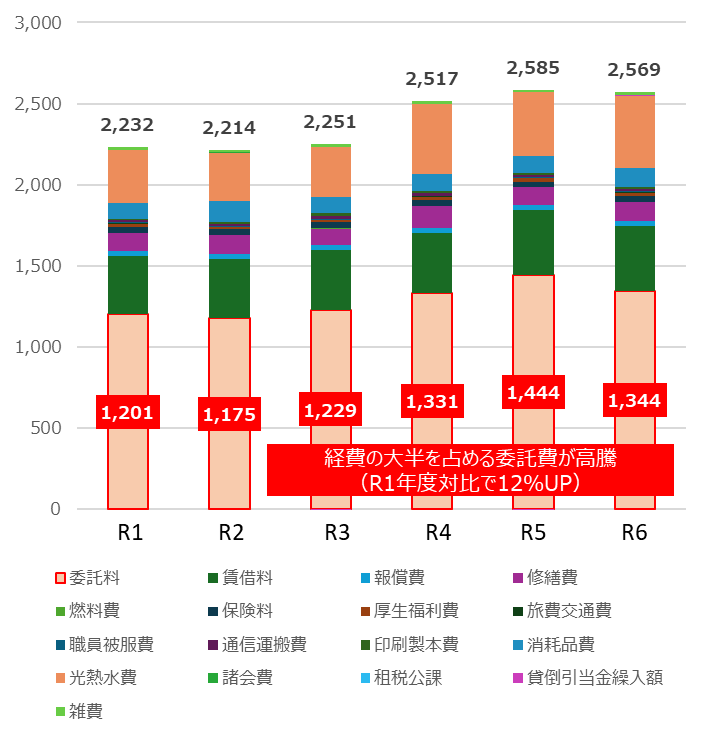 3,000
2,500
2,000
1,500
1,000
500
0
2,232
2,214
2,251
2,517
2,585
2,569
1,201
1,175
1,229
1,331
1,444
1,344
経費の大半を占める委託費が高騰
（R1年度対比で12%UP）
R1 R2 R3 R4 R5 R6
委託料 賃借料 報償費 修繕費
燃料費 保険料 厚生福利費 旅費交通費
職員被服費 通信運搬費 印刷製本費 消耗品費
光熱水費 諸会費 租税公課 貸倒引当金繰入額
雑費